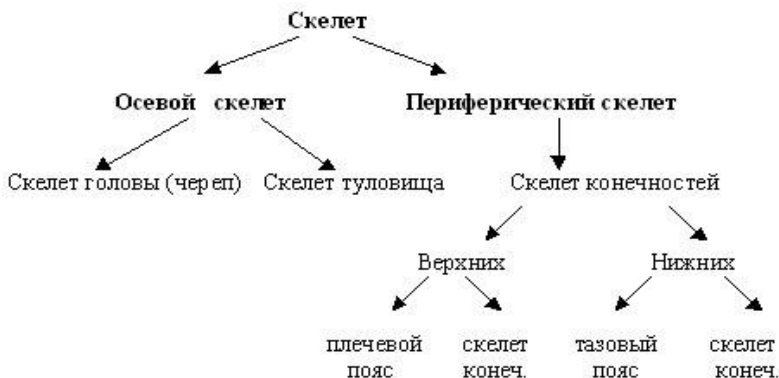 Скелет
Осевой скелет Периферический скелет
Скелет головы (череп) Скелет туловища Скелет конечностей
Верхних Нижних
плечевой скелет тазовый скелет
пояс конеч. пояс конеч.